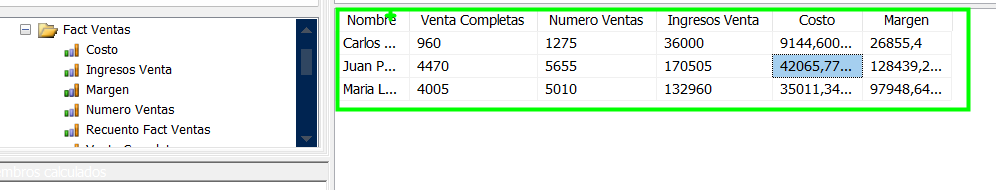 Fact Ventas
Costo
Ingresos Venta
Margen
Numero Ventas
Recuento Fact Ventas
mbros calculados
Nombre Venta Completas Numero Ventas Ingresos Venta Costo Margen
Carlos ... 960 1275 36000 9144,600... 26855,4
Juan P... 4470 5655 170505 42065,77... 128439,2...
Maria L... 4005 5010 132960 35011,34... 97948,64...